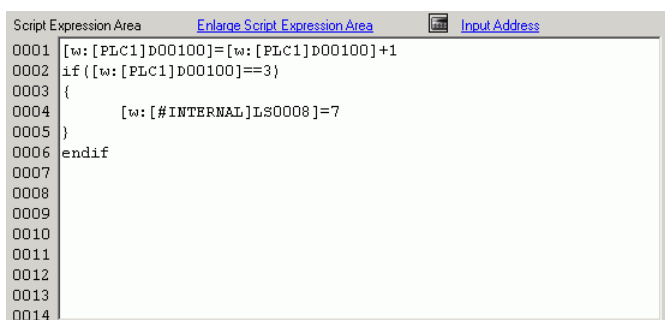 Script Expression Area Enlarge Script Expression Area Input Address
0001 [w:[PLC1]D00100]=[w:[PLC1]D00100]+1
0002 if([w:[PLC1]D00100]==3)
0003 {
0004 [w:[#INTERNAL]LS0008]=7
0005 }
0006 endif
0007
0008
0009
0010
0011
0012
0013
0014